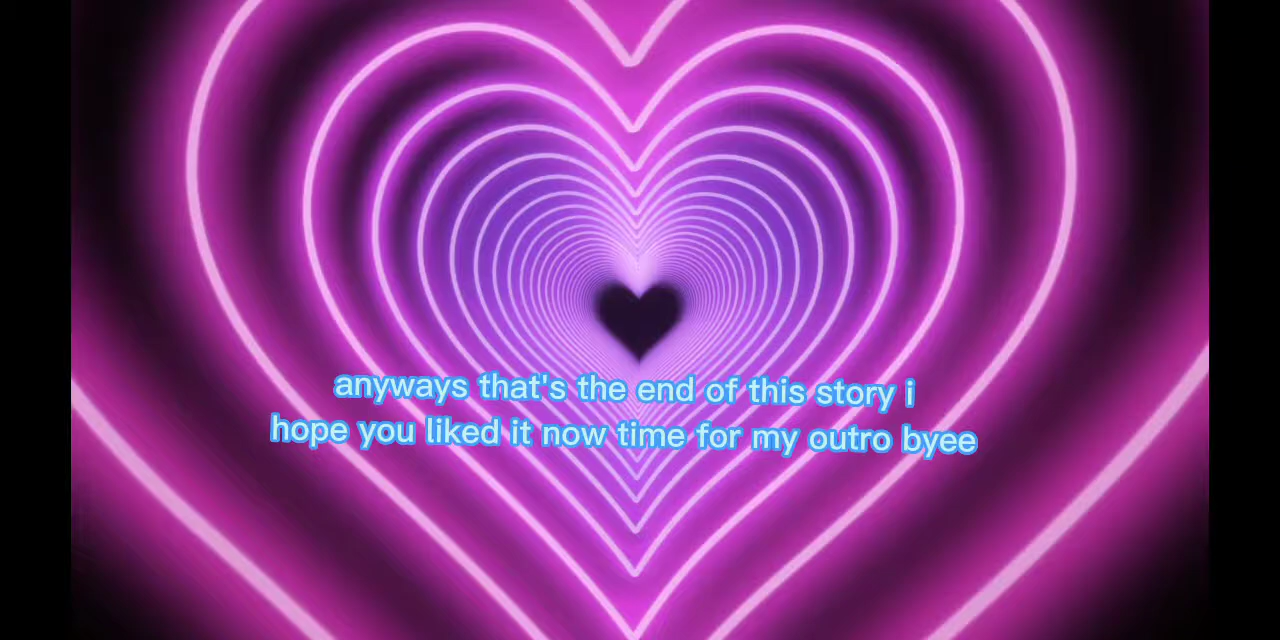 anyways that's the end of this story i
hope you liked it now time for my outro byee